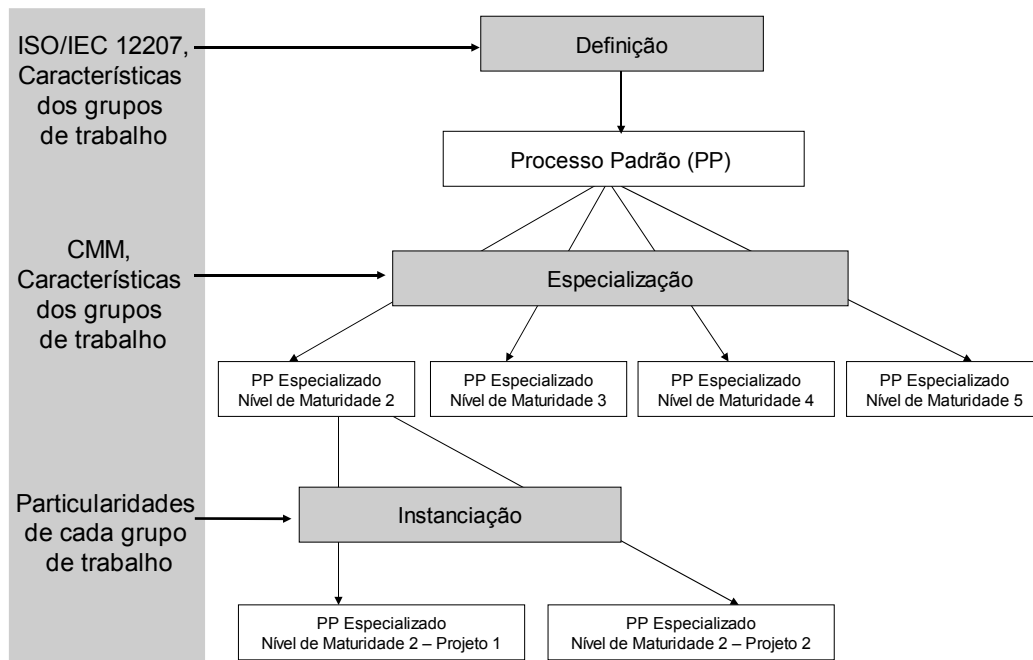 ISO/IEC 12207,
Características
dos grupos
de trabalho
Definição
Processo Padrão (PP)
CMM,
Características
dos grupos
de trabalho
Especialização
PP Especializado
Nível de Maturidade 2
PP Especializado
Nível de Maturidade 3
PP Especializado
Nível de Maturidade 4
PP Especializado
Nível de Maturidade 5
Particularidades
de cada grupo
de trabalho
Instanciação
PP Especializado
Nível de Maturidade 2 – Projeto 1
PP Especializado
Nível de Maturidade 2 – Projeto 2